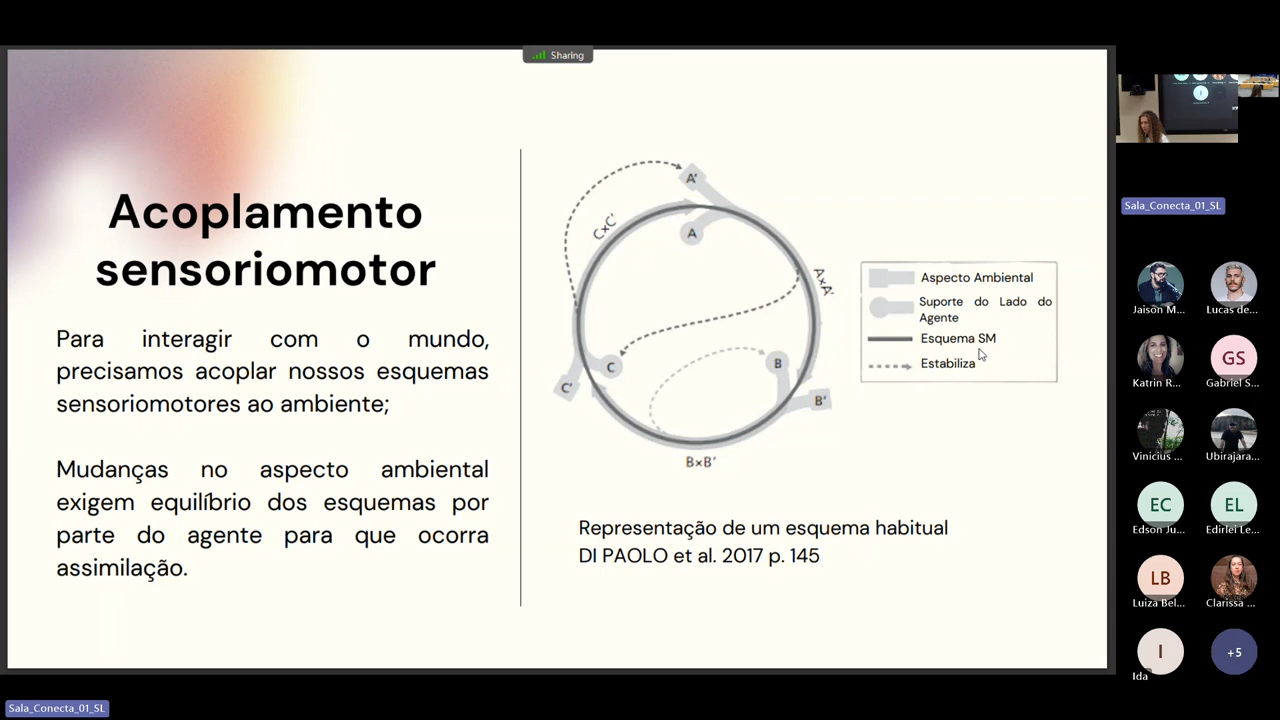 Sharing
Acoplamento
sensoriomotor
Para interagir com o mundo,
precisamos acoplar nossos esquemas
sensoriomotores ao ambiente;
Mudanças no aspecto ambiental
exigem equilíbrio dos esquemas por
parte do agente para que ocorra
assimilação.
A'
C×C'
A
A×A'
C
B
C'
B'
B×B'
Aspecto Ambiental
Suporte do Lado do
Agente
Esquema SM
Estabiliza
Representação de um esquema habitual
DI PAOLO et al. 2017 p. 145
Sala_Conecta_01_SL
Jaison M...
Lucas de...
GS
Katrin R...
Gabriel S...
Vinicius ...
Ubirajara...
EC
EL
Edson Ju...
Edirlei Le...
LB
Luiza Bel...
Clarissa ...
I
+5
Ida
Sala_Conecta_01_SL